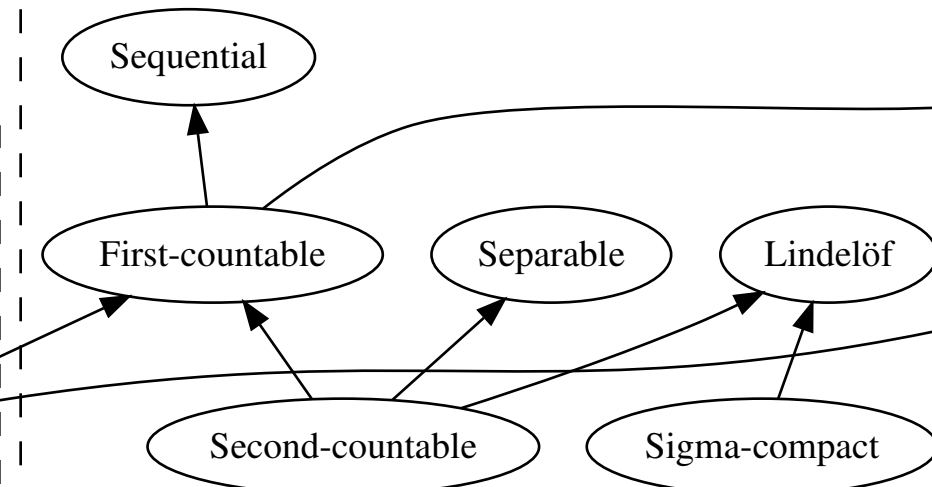 Sequential
First-countable
Separable
Lindelöf
Second-countable
Sigma-compact